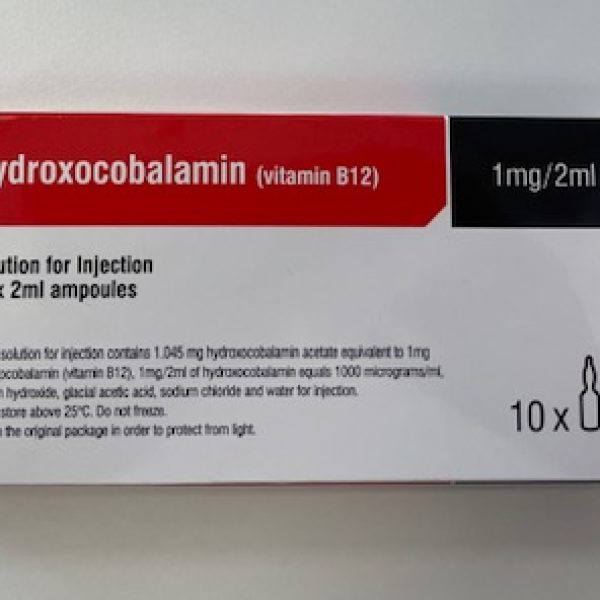 ydroxocobalamin (vitamin B12)
1mg/2ml
ution for Injection
x 2ml ampoules
solution for injection contains 1.045 mg hydroxocobalamin acetate equivalent to 1mg
ocobalamin (vitamin B12), 1mg/2ml of hydroxocobalamin equals 1000 micrograms/ml,
n hydroxide, glacial acetic acid, sodium chloride and water for injection.
store above 25°C. Do not freeze.
the original package in order to protect from light.
10 x